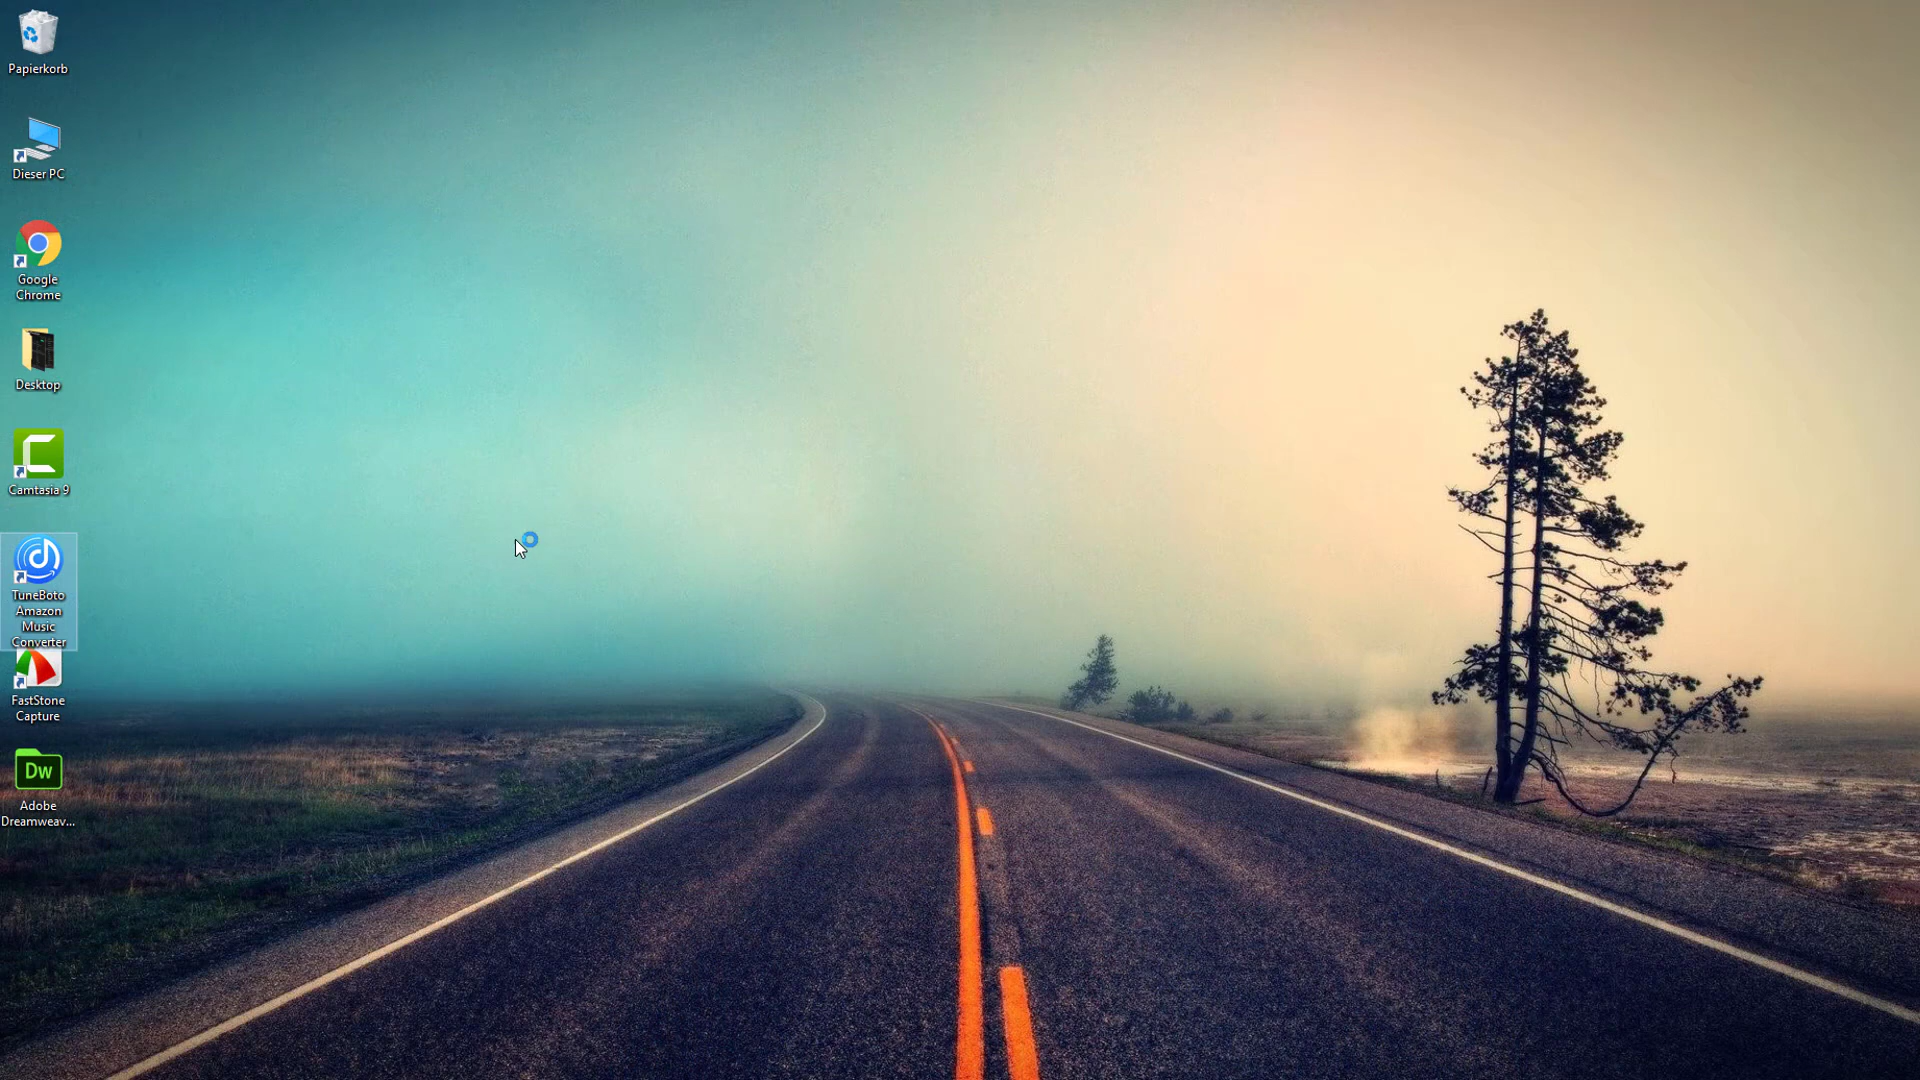 Papierkorb
Dieser PC
Google
Chrome
Desktop
Camtasia 9
TuneBoto
Amazon
Music
Converter
FastStone
Capture
Dw
Adobe
Dreamweav...